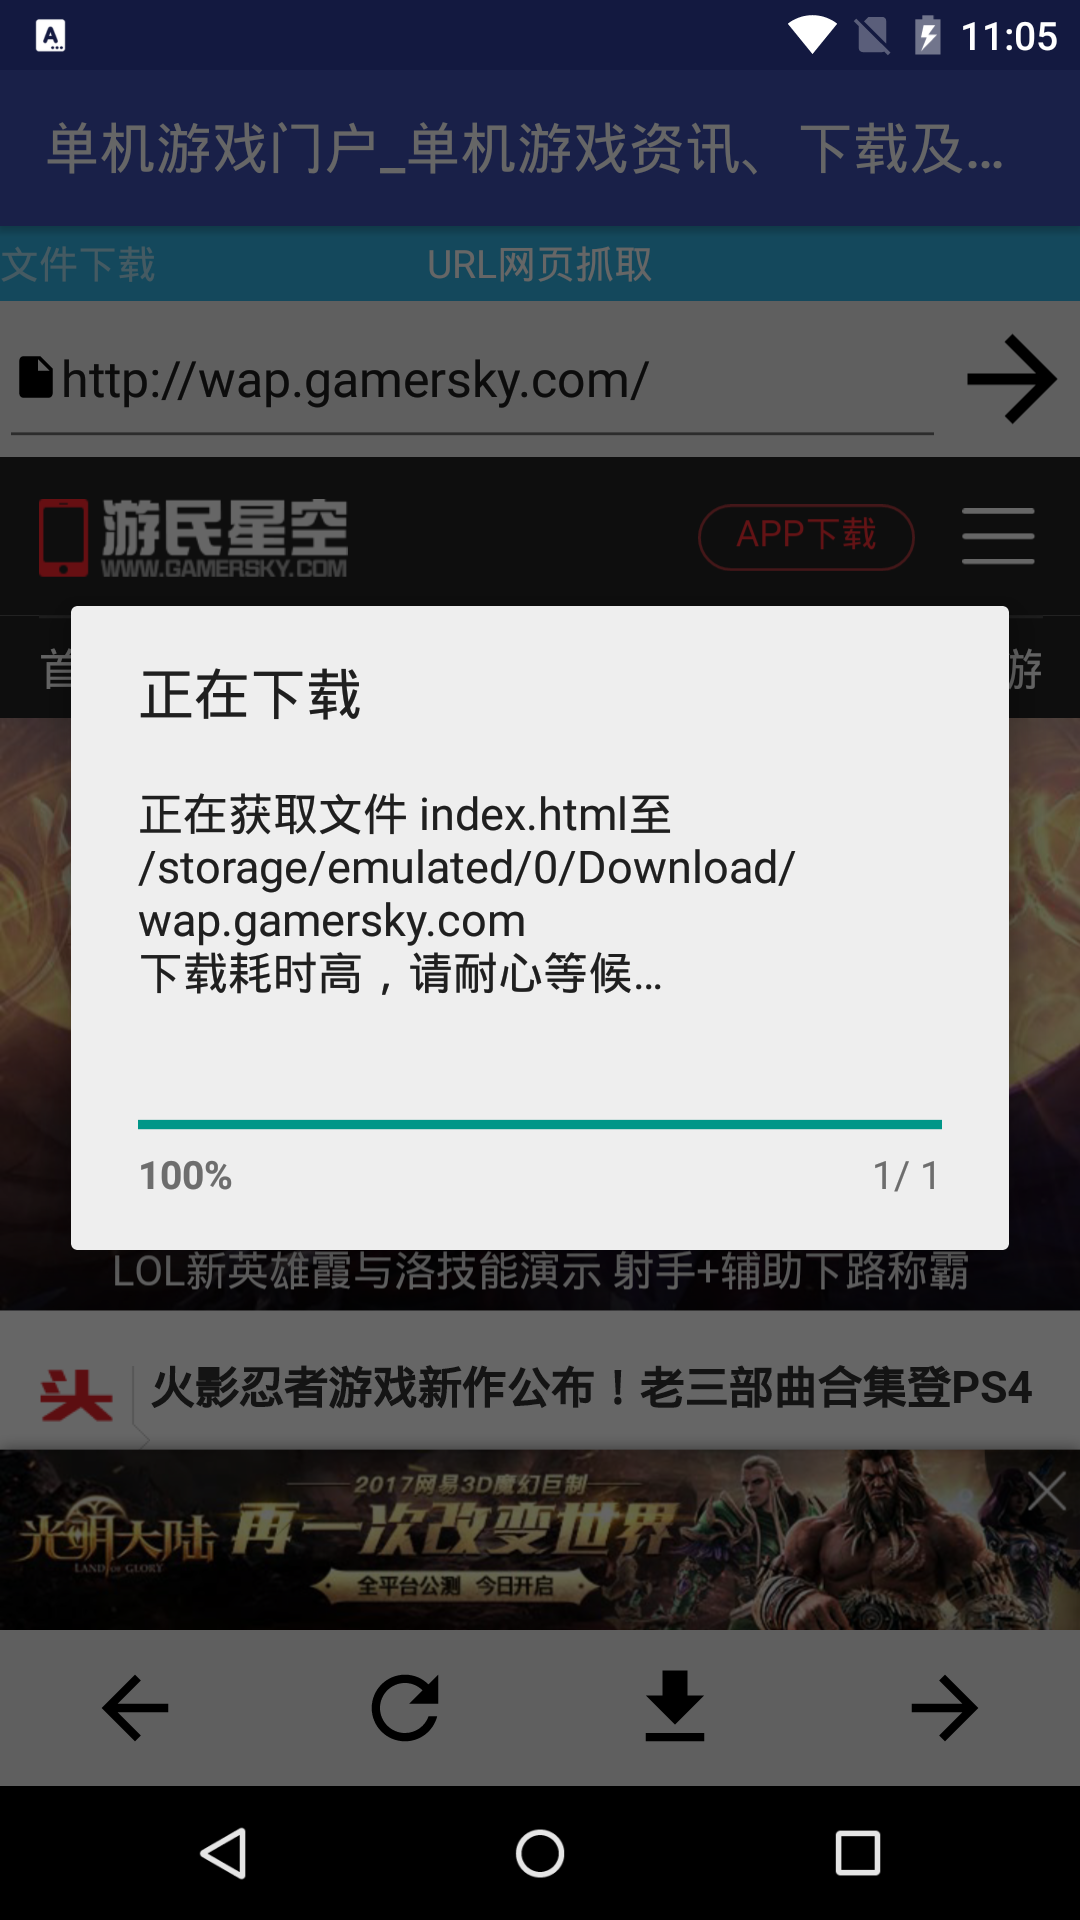 11:05
单机游戏门户_单机游戏资讯、下载及...
文件下载 URL网页抓取
http://wap.gamersky.com/
游民星空
WWW.GAMERSKY.COM
APP下载
首 游
正在下载
正在获取文件 index.html至
/storage/emulated/0/Download/
wap.gamersky.com
下载耗时高，请耐心等候...
100% 1/ 1
LOL新英雄霞与洛技能演示 射手+辅助下路称霸
头 火影忍者游戏新作公布！老三部曲合集登PS4
2017网易3D魔幻巨制
光明大陆
LAND OF GLORY
再一次改变世界
全平台公测 今日开启